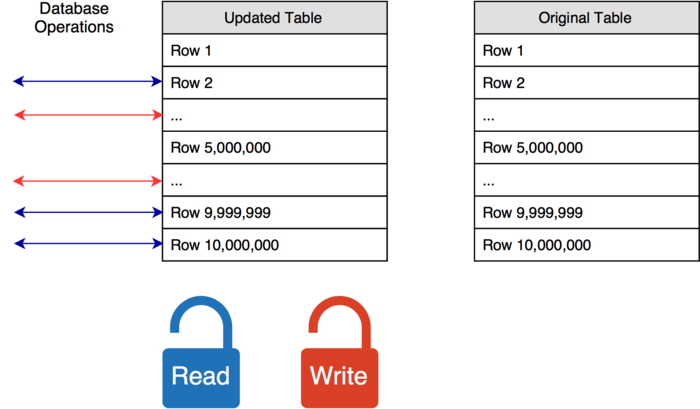 Database
Operations
Updated Table
Row 1
Row 2
...
Row 5,000,000
...
Row 9,999,999
Row 10,000,000
Original Table
Row 1
Row 2
...
Row 5,000,000
...
Row 9,999,999
Row 10,000,000
Read
Write